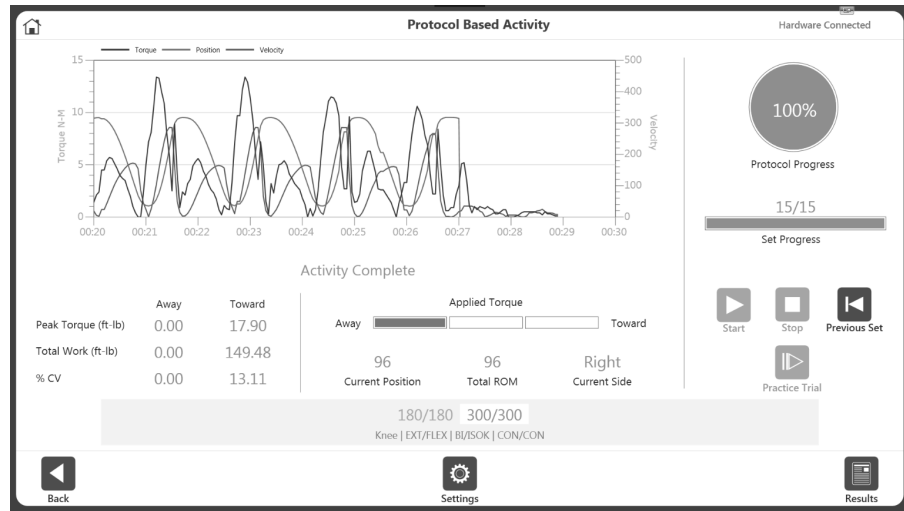 Protocol Based Activity
Hardware Connected
Torque Position Velocity
15
10
5
0
Torque N-M
500
400
300
200
100
0
Velocity
00:20 00:21 00:22 00:23 00:24 00:25 00:26 00:27 00:28 00:29 00:30
100%
Protocol Progress
15/15
Set Progress
Activity Complete
Away Toward
Peak Torque (ft-lb) 0.00 17.90
Total Work (ft-lb) 0.00 149.48
% CV 0.00 13.11
Applied Torque
Away Toward
96 96 Right
Current Position Total ROM Current Side
Start Stop Previous Set
Practice Trial
180/180 300/300
Knee | EXT/FLEX | BI/ISOK | CON/CON
Back Settings Results